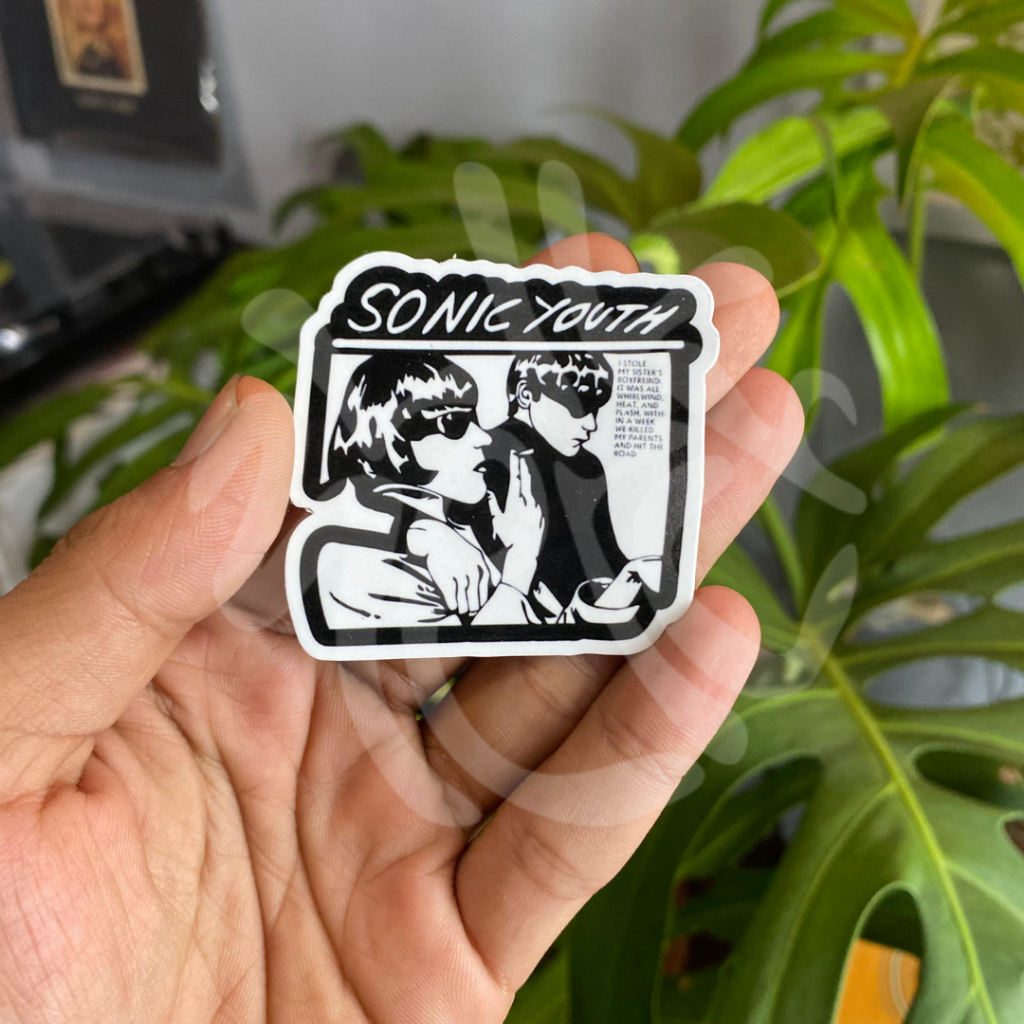 SONIC YOUTH
I STOLE
MY SISTER'S
BOYFREIND.
IT WAS ALL
WHIRLWIND,
HEAT, AND
FLASH. WITH-
IN A WEEK
WE KILLED
MY PARENTS
AND HIT THE
ROAD.